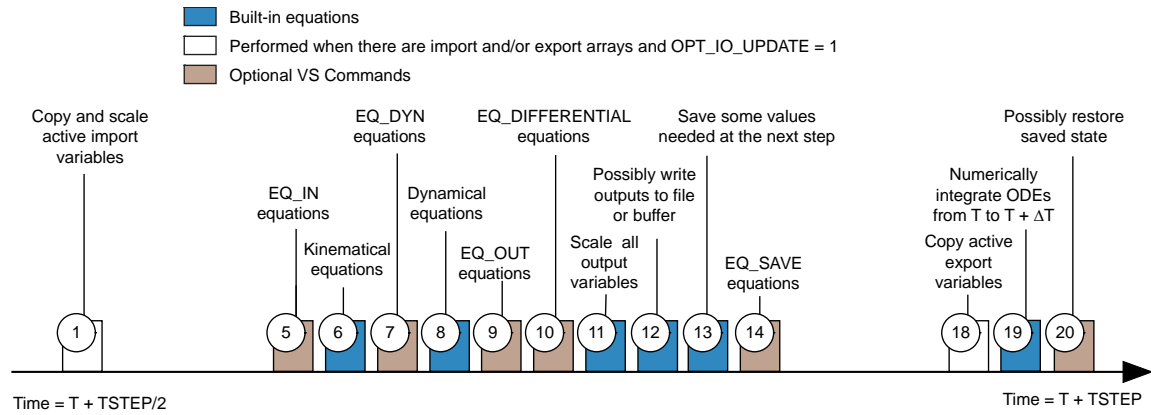 Built-in equations
Performed when there are import and/or export arrays and OPT_IO_UPDATE = 1
Optional VS Commands
Copy and scale
active import
variables
EQ_IN
equations
Kinematical
equations
EQ_DYN
equations
Dynamical
equations
EQ_OUT
equations
EQ_DIFFERENTIAL
equations
Scale all
output
variables
Possibly write
outputs to file
or buffer
Save some values
needed at the next step
EQ_SAVE
equations
Copy active
export
variables
Numerically
integrate ODEs
from T to T + ΔT
Possibly restore
saved state
1
5
6
7
8
9
10
11
12
13
14
18
19
20
Time = T + TSTEP/2
Time = T + TSTEP